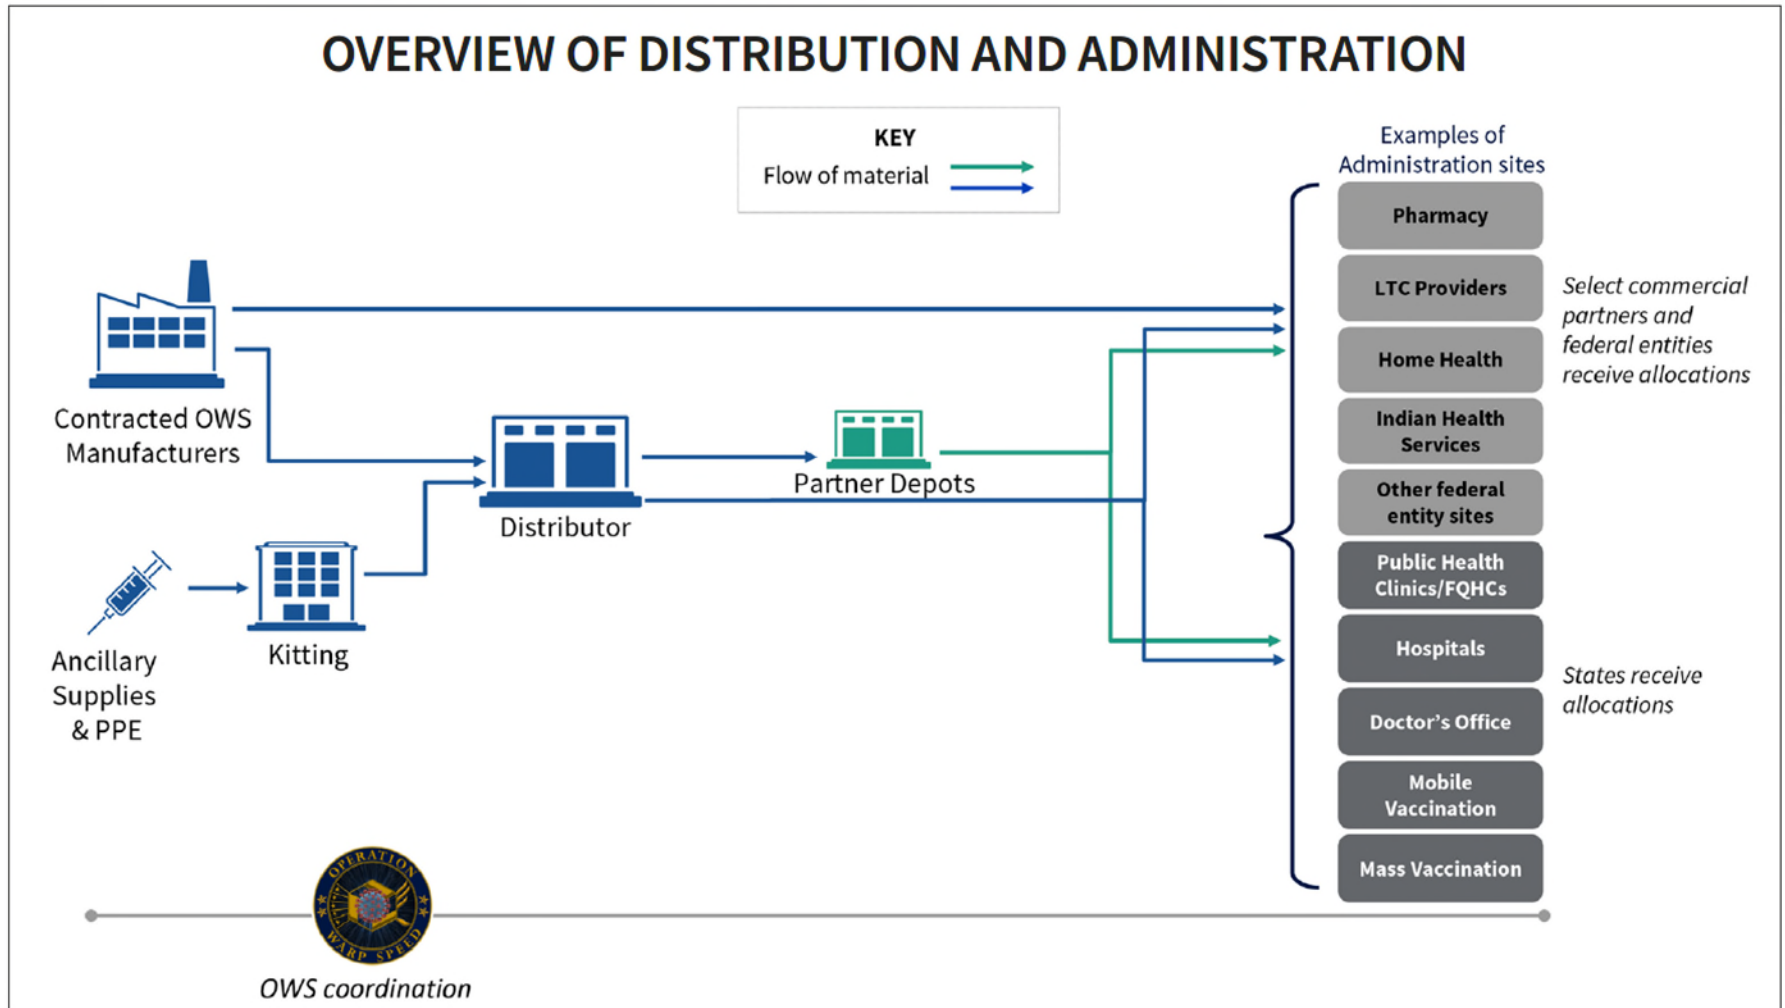 OVERVIEW OF DISTRIBUTION AND ADMINISTRATION
KEY
Flow of material
Examples of
Administration sites
Pharmacy
LTC Providers
Home Health
Indian Health
Services
Other federal
entity sites
Public Health
Clinics/FQHCs
Hospitals
Doctor's Office
Mobile
Vaccination
Mass Vaccination
Select commercial
partners and
federal entities
receive allocations
States receive
allocations
Contracted OWS
Manufacturers
Distributor
Partner Depots
Ancillary
Supplies
& PPE
Kitting
OPERATION
WARP SPEED
OWS coordination